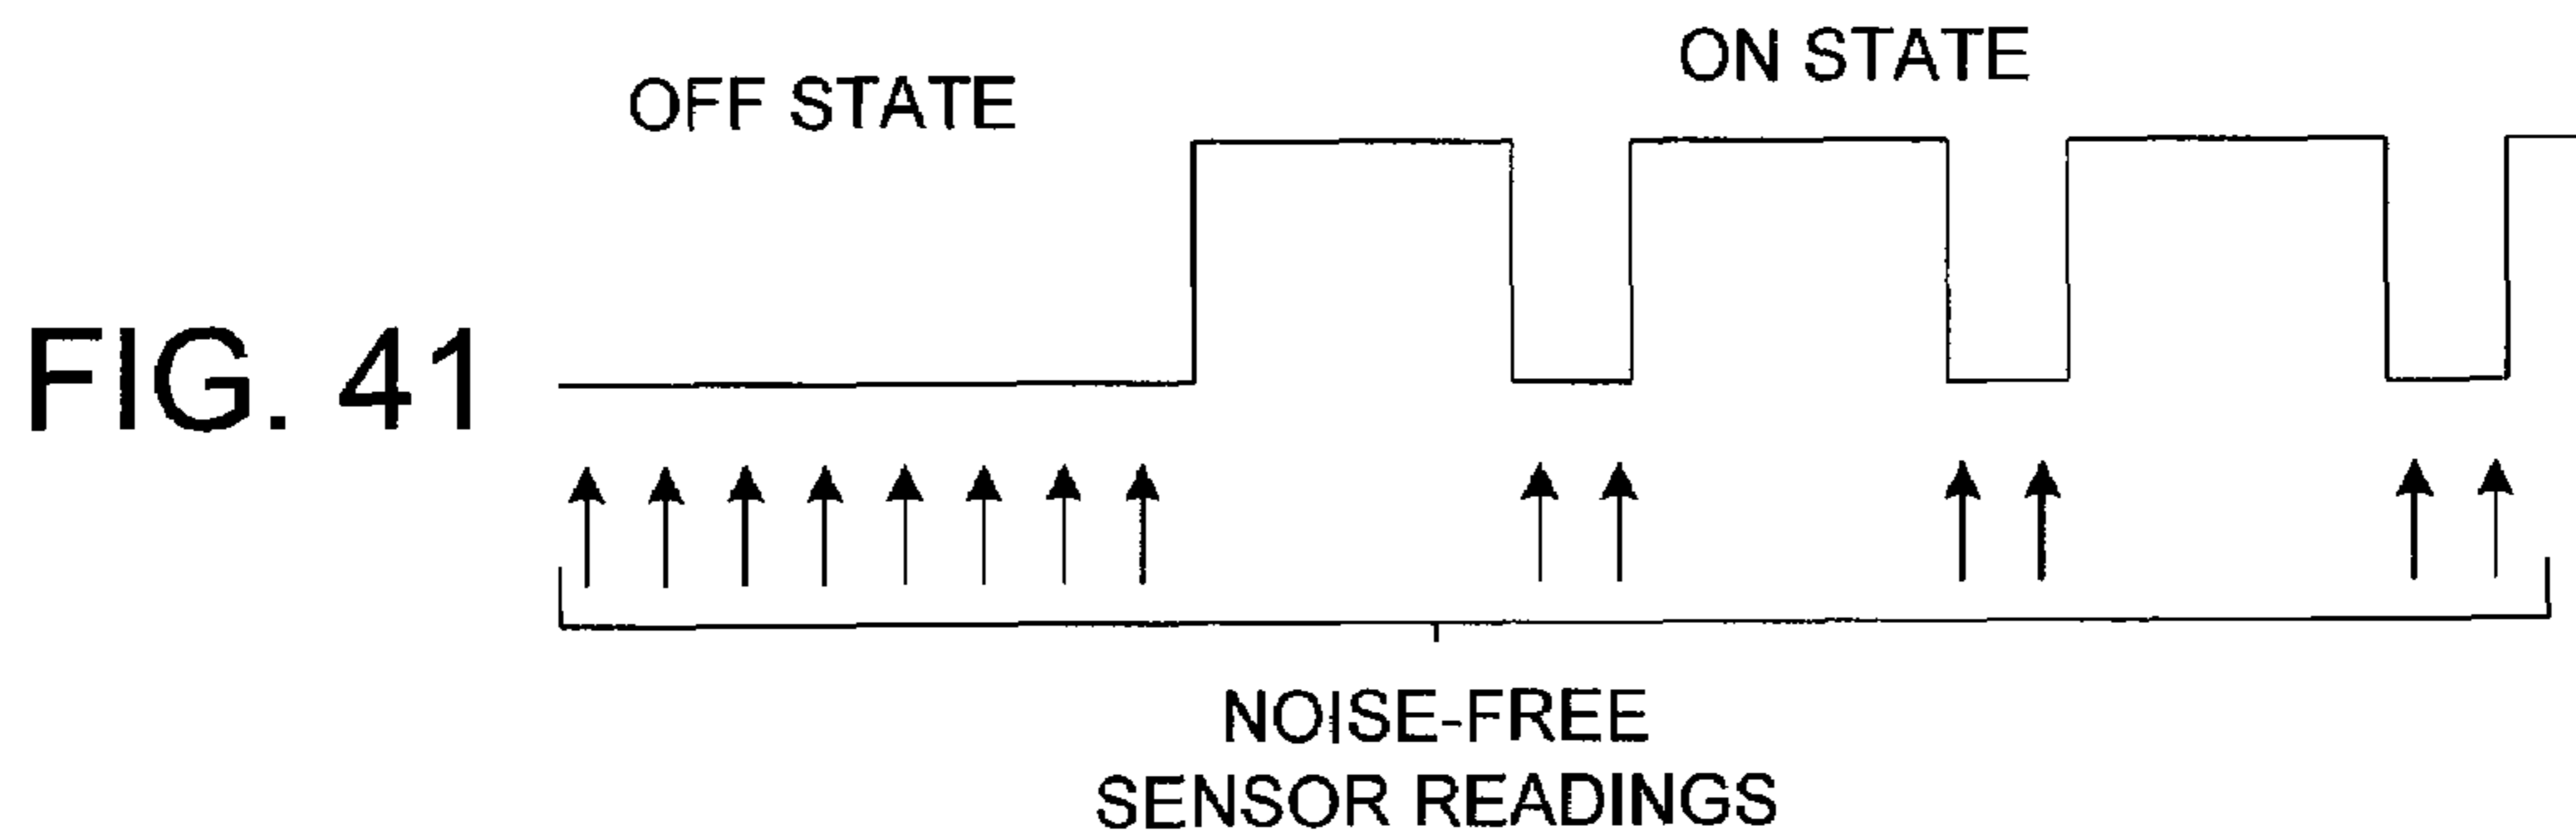 OFF STATE
ON STATE
FIG. 41
NOISE-FREE
SENSOR READINGS